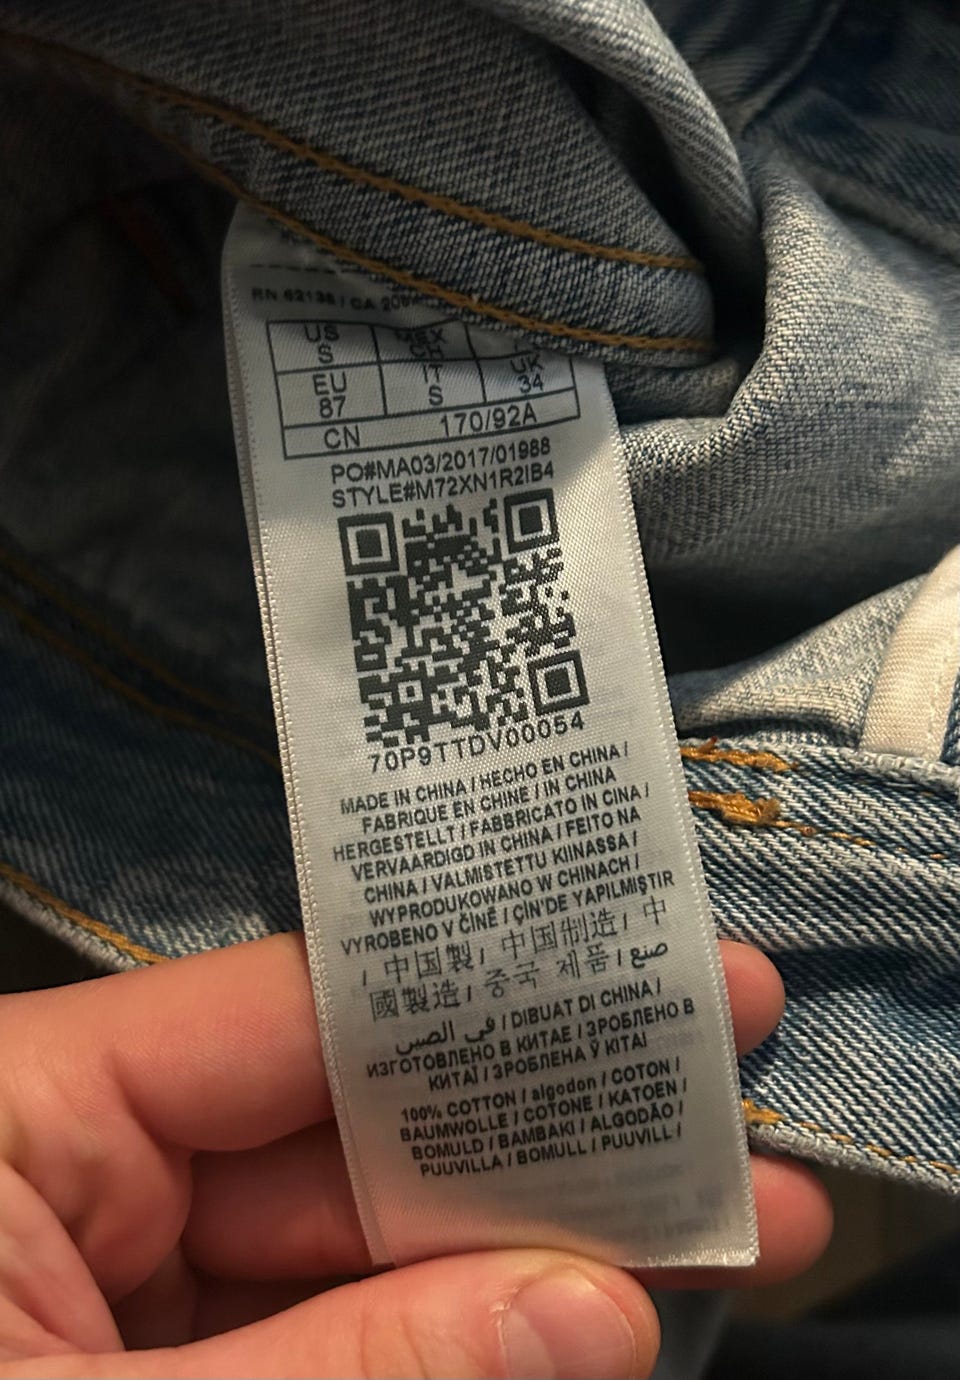 RN 62136 / CA
US
S
EU
87
IT
S
UK
34
CN 170/92A
PO#MA03/2017/01988
STYLE#M72XN1R2IB4
70P9TTDV00054
MADE IN CHINA / HECHO EN CHINA /
FABRIQUE EN CHINE / IN CHINA
HERGESTELLT / FABBRICATO IN CINA /
VERVAARDIGD IN CHINA / FEITO NA
CHINA / VALMISTETTU KIINASSA /
WYPRODUKOWANO W CHINACH /
VYROBENO V ČÍNĚ / ÇIN'DE YAPILMIŞTIR
/ 中国製 / 中国制造 / 中
國製造 / 중국 제품 / صنع
في الصين / DIBUAT DI CHINA /
ИЗГОТОВЛЕНО В КИТАЕ / ЗРОБЛЕНО В
КИТАЇ / ЗРОБЛЕНА Ў КІТАІ
100% COTTON / algodon / COTON /
BAUMWOLLE / COTONE / KATOEN /
BOMULD / BAMBAKI / ALGODÃO /
PUUVILLA / BOMULL / PUUVILL /